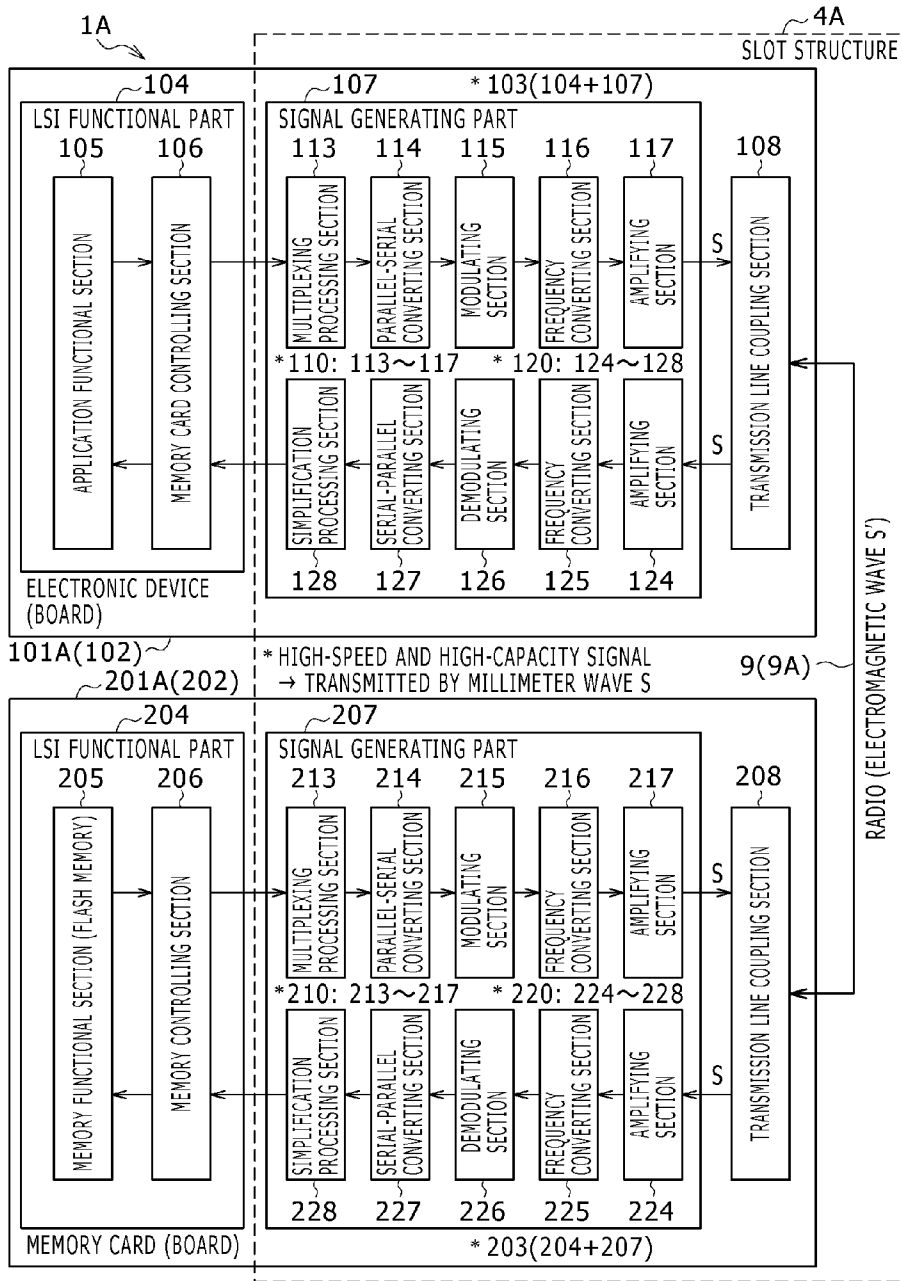 1A
4A
SLOT STRUCTURE
104
107
* 103(104+107)
LSI FUNCTIONAL PART
SIGNAL GENERATING PART
105
106
113
114
115
116
117
108
APPLICATION FUNCTIONAL SECTION
MEMORY CARD CONTROLLING SECTION
MULTIPLEXING
PROCESSING SECTION
PARALLEL-SERIAL
CONVERTING SECTION
MODULATING
SECTION
FREQUENCY
CONVERTING SECTION
AMPLIFYING
SECTION
S
TRANSMISSION LINE COUPLING SECTION
* 110: 113～117
* 120: 124～128
SIMPLIFICATION
PROCESSING SECTION
SERIAL-PARALLEL
CONVERTING SECTION
DEMODULATING
SECTION
FREQUENCY
CONVERTING SECTION
AMPLIFYING
SECTION
S
128
127
126
125
124
ELECTRONIC DEVICE
(BOARD)
101A(102)
* HIGH-SPEED AND HIGH-CAPACITY SIGNAL
→ TRANSMITTED BY MILLIMETER WAVE S
9(9A)
RADIO (ELECTROMAGNETIC WAVE S')
201A(202)
204
207
LSI FUNCTIONAL PART
SIGNAL GENERATING PART
205
206
213
214
215
216
217
208
MEMORY FUNCTIONAL SECTION (FLASH MEMORY)
MEMORY CONTROLLING SECTION
MULTIPLEXING
PROCESSING SECTION
PARALLEL-SERIAL
CONVERTING SECTION
MODULATING
SECTION
FREQUENCY
CONVERTING SECTION
AMPLIFYING
SECTION
S
TRANSMISSION LINE COUPLING SECTION
* 210: 213～217
* 220: 224～228
SIMPLIFICATION
PROCESSING SECTION
SERIAL-PARALLEL
CONVERTING SECTION
DEMODULATING
SECTION
FREQUENCY
CONVERTING SECTION
AMPLIFYING
SECTION
S
228
227
226
225
224
MEMORY CARD (BOARD)
* 203(204+207)